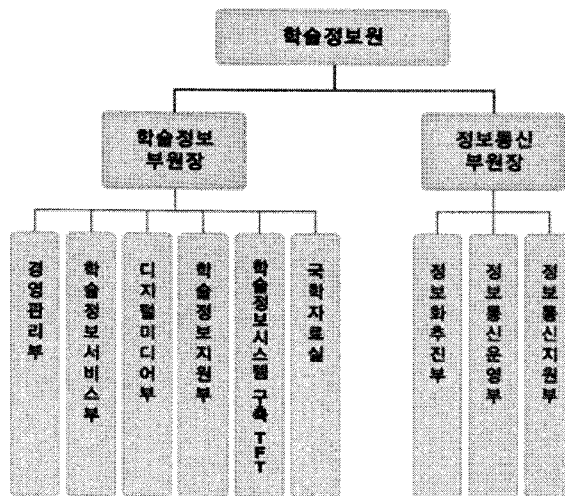 학술정보원
학술정보
부원장
정보통신
부원장
경영관리부
학술정보서비스부
디지털미디어부
학술정보지원부
학술정보시스템 구축 TFT
국학자료실
정보화추진부
정보통신운영부
정보통신지원부